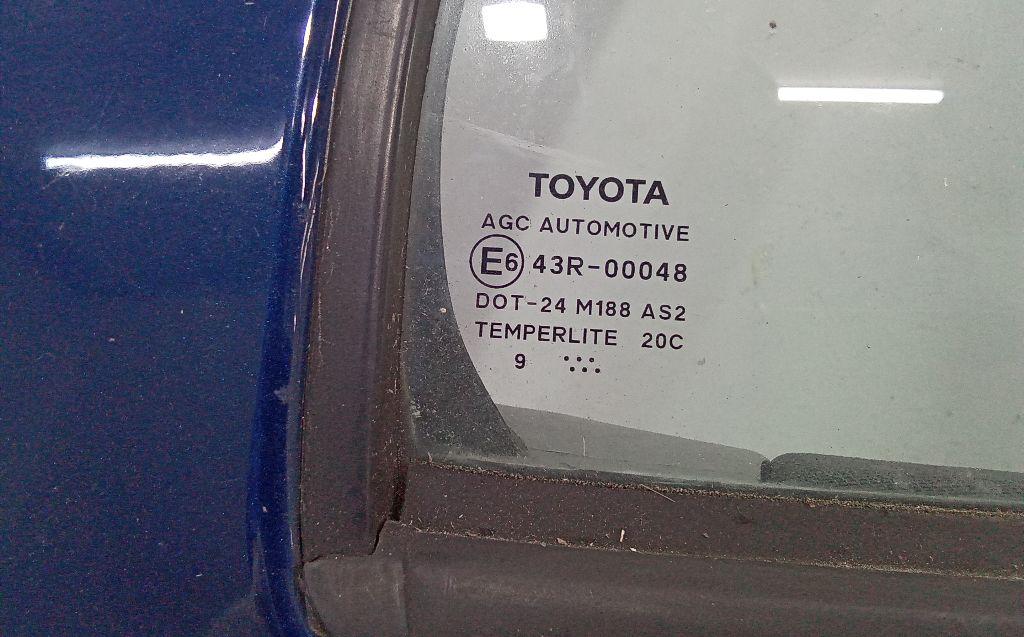 TOYOTA
AGC AUTOMOTIVE
E6 43R-00048
DOT-24 M188 AS2
TEMPERLITE 20C
9